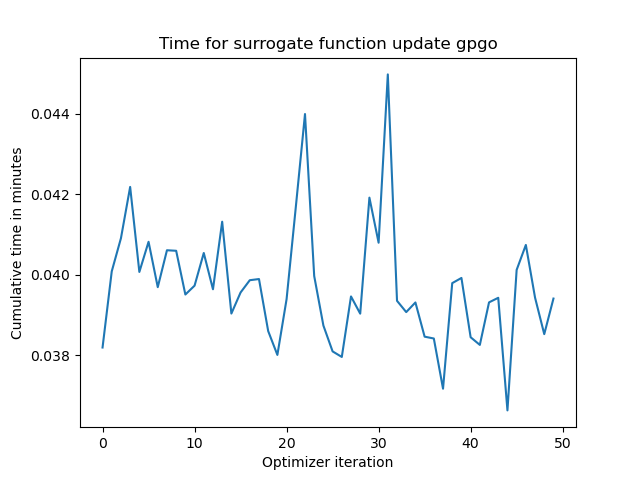 Time for surrogate function update gpgo
Cumulative time in minutes
0.044
0.042
0.040
0.038
0 10 20 30 40 50
Optimizer iteration